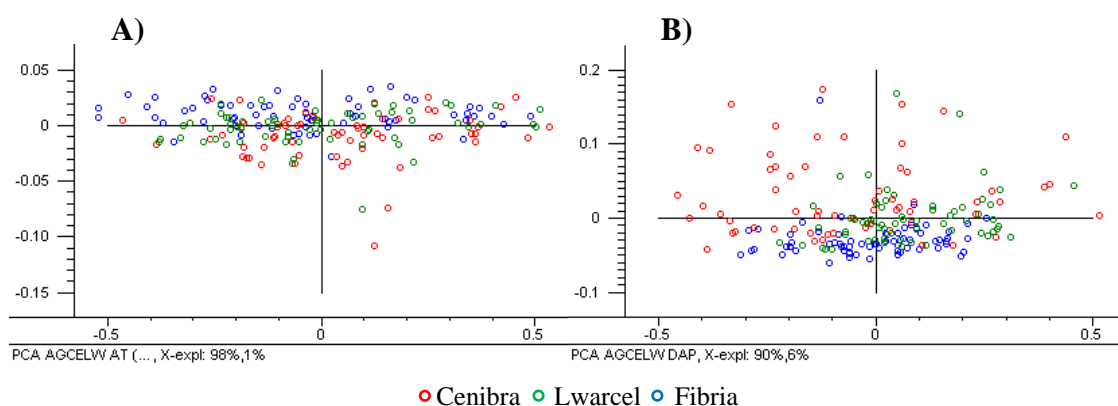 A) B)
0.05 0.2
0 0.1
-0.05
0
-0.10
-0.15 -0.1
-0.5 0 0.5 -0.5 0 0.5
PCA AGCELW AT (... , X-expl: 98%,1% PCA AGCELW DAP, X-expl: 90%,6%
Cenibra Lwarcel Fibria